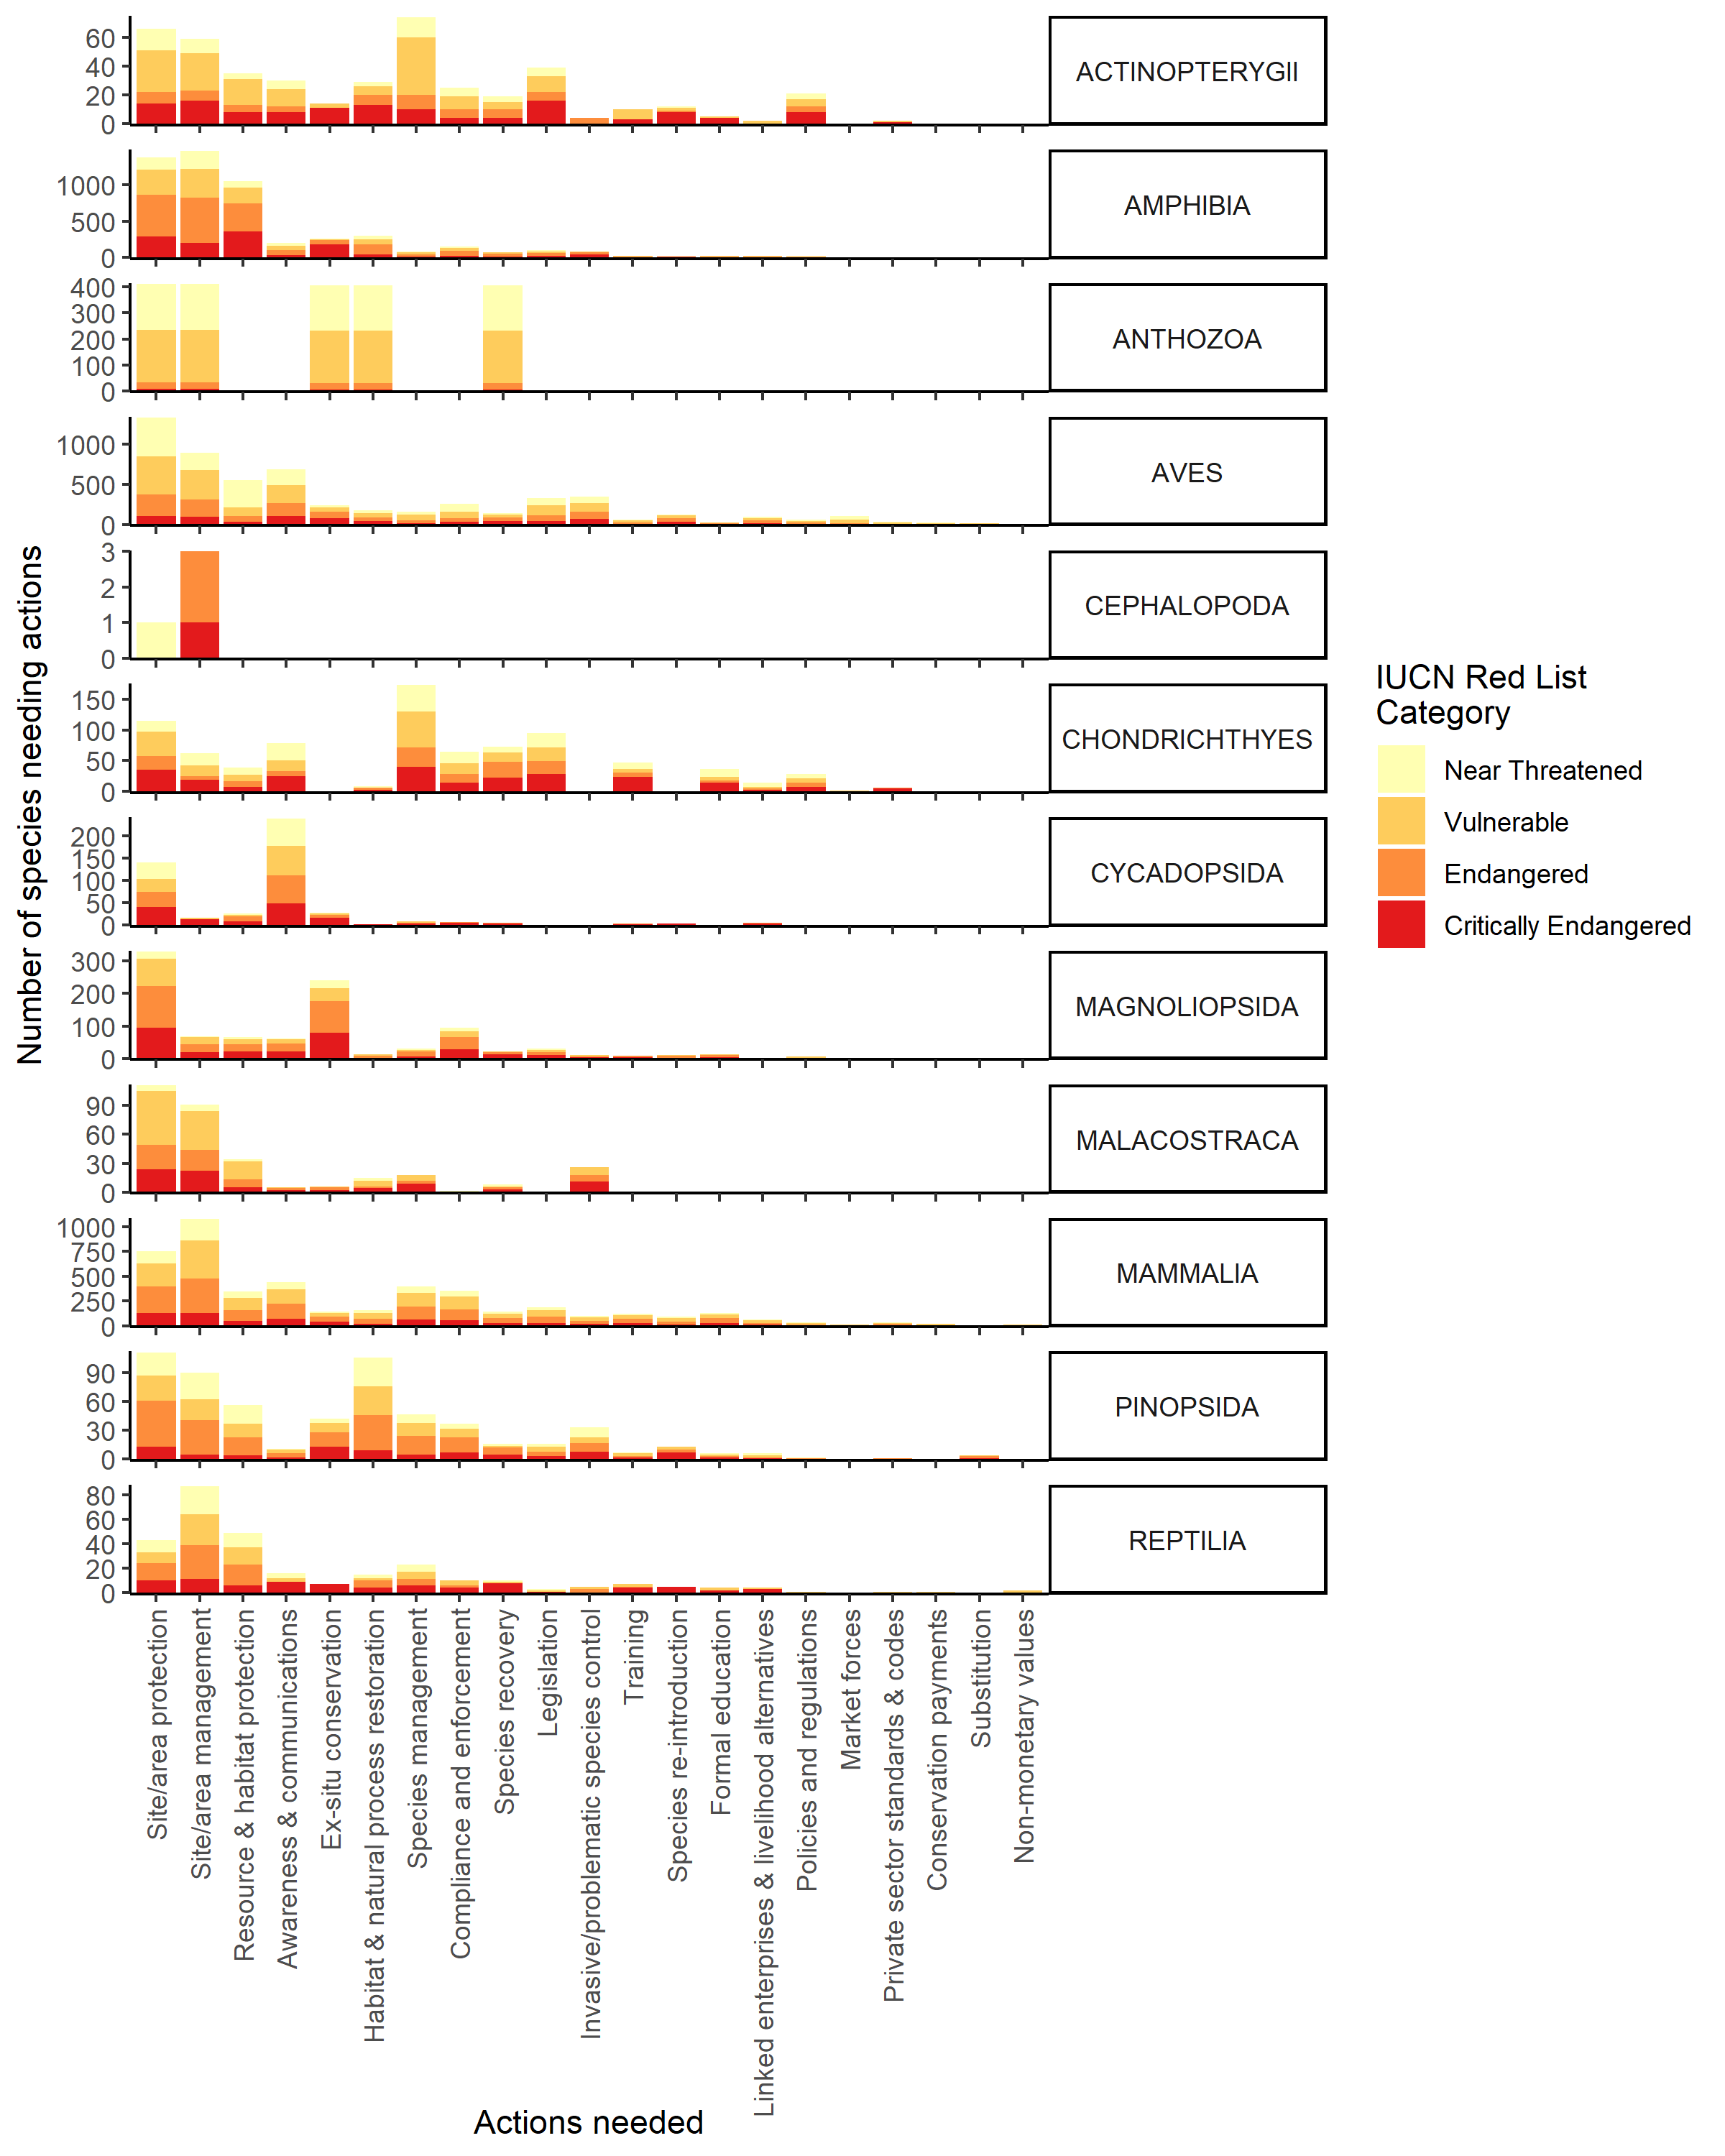 Number of species needing actions
60
40
20
0
ACTINOPTERYGII
1000
500
0
AMPHIBIA
400
300
200
100
0
ANTHOZOA
1000
500
0
AVES
3
2
1
0
CEPHALOPODA
150
100
50
0
CHONDRICHTHYES
200
150
100
50
0
CYCADOPSIDA
300
200
100
0
MAGNOLIOPSIDA
90
60
30
0
MALACOSTRACA
1000
750
500
250
0
MAMMALIA
90
60
30
0
PINOPSIDA
80
60
40
20
0
REPTILIA
Site/area protection
Site/area management
Resource & habitat protection
Awareness & communications
Ex-situ conservation
Habitat & natural process restoration
Species management
Compliance and enforcement
Species recovery
Legislation
Invasive/problematic species control
Training
Species re-introduction
Formal education
Linked enterprises & livelihood alternatives
Policies and regulations
Market forces
Private sector standards & codes
Conservation payments
Substitution
Non-monetary values
Actions needed
IUCN Red List
Category
Near Threatened
Vulnerable
Endangered
Critically Endangered